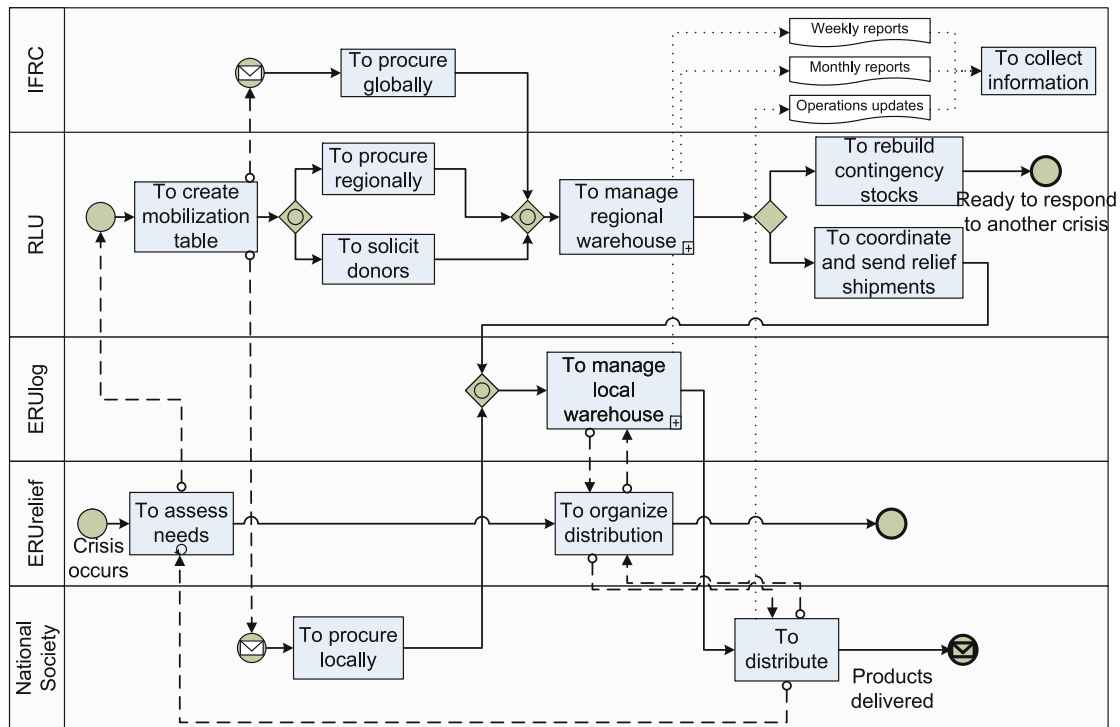 IFRC
To procure
globally
Weekly reports
Monthly reports
Operations updates
To collect
information
RLU
To create
mobilization
table
To procure
regionally
To solicit
donors
To manage
regional
warehouse
To rebuild
contingency
stocks
Ready to respond
to another crisis
To coordinate
and send relief
shipments
ERUlog
To manage
local
warehouse
ERUrelief
Crisis
occurs
To assess
needs
To organize
distribution
National
Society
To procure
locally
To
distribute
Products
delivered